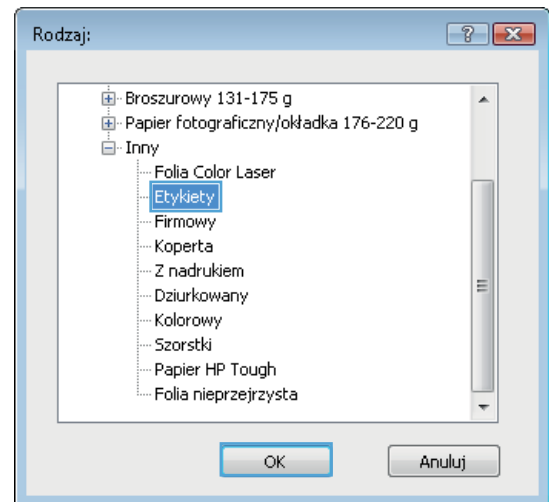 Rodzaj:
Broszurowy 131-175 g
Papier fotograficzny/okładka 176-220 g
Inny
Folia Color Laser
Etykiety
Firmowy
Koperta
Z nadrukiem
Dziurkowany
Kolorowy
Szorstki
Papier HP Tough
Folia nieprzejrzysta
OK
Anuluj